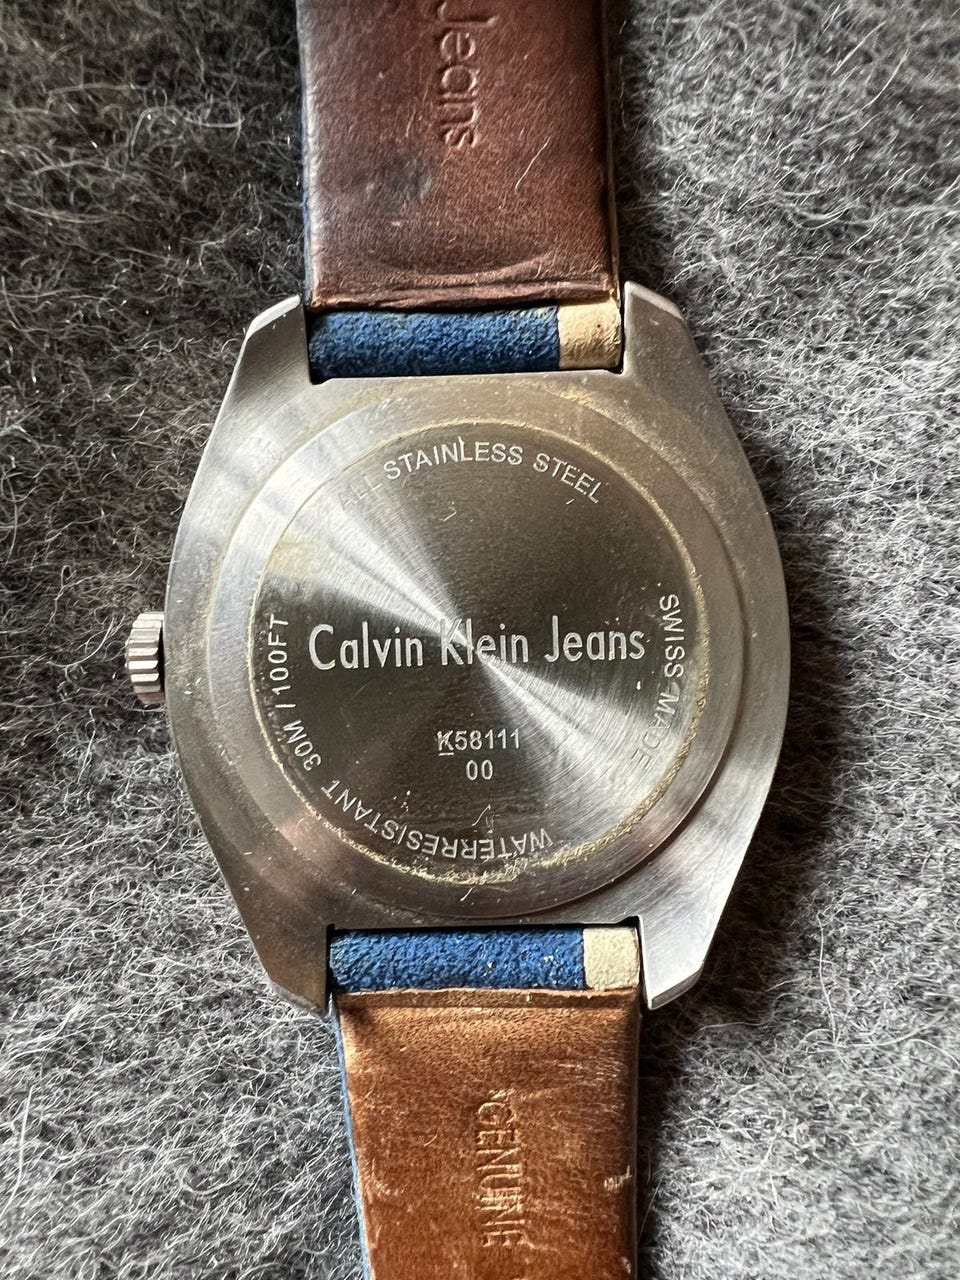 Jeans
ALL STAINLESS STEEL
SWISS MADE
Calvin Klein Jeans
K58111
00
WATERRESISTANT 30M / 100FT
GENUINE